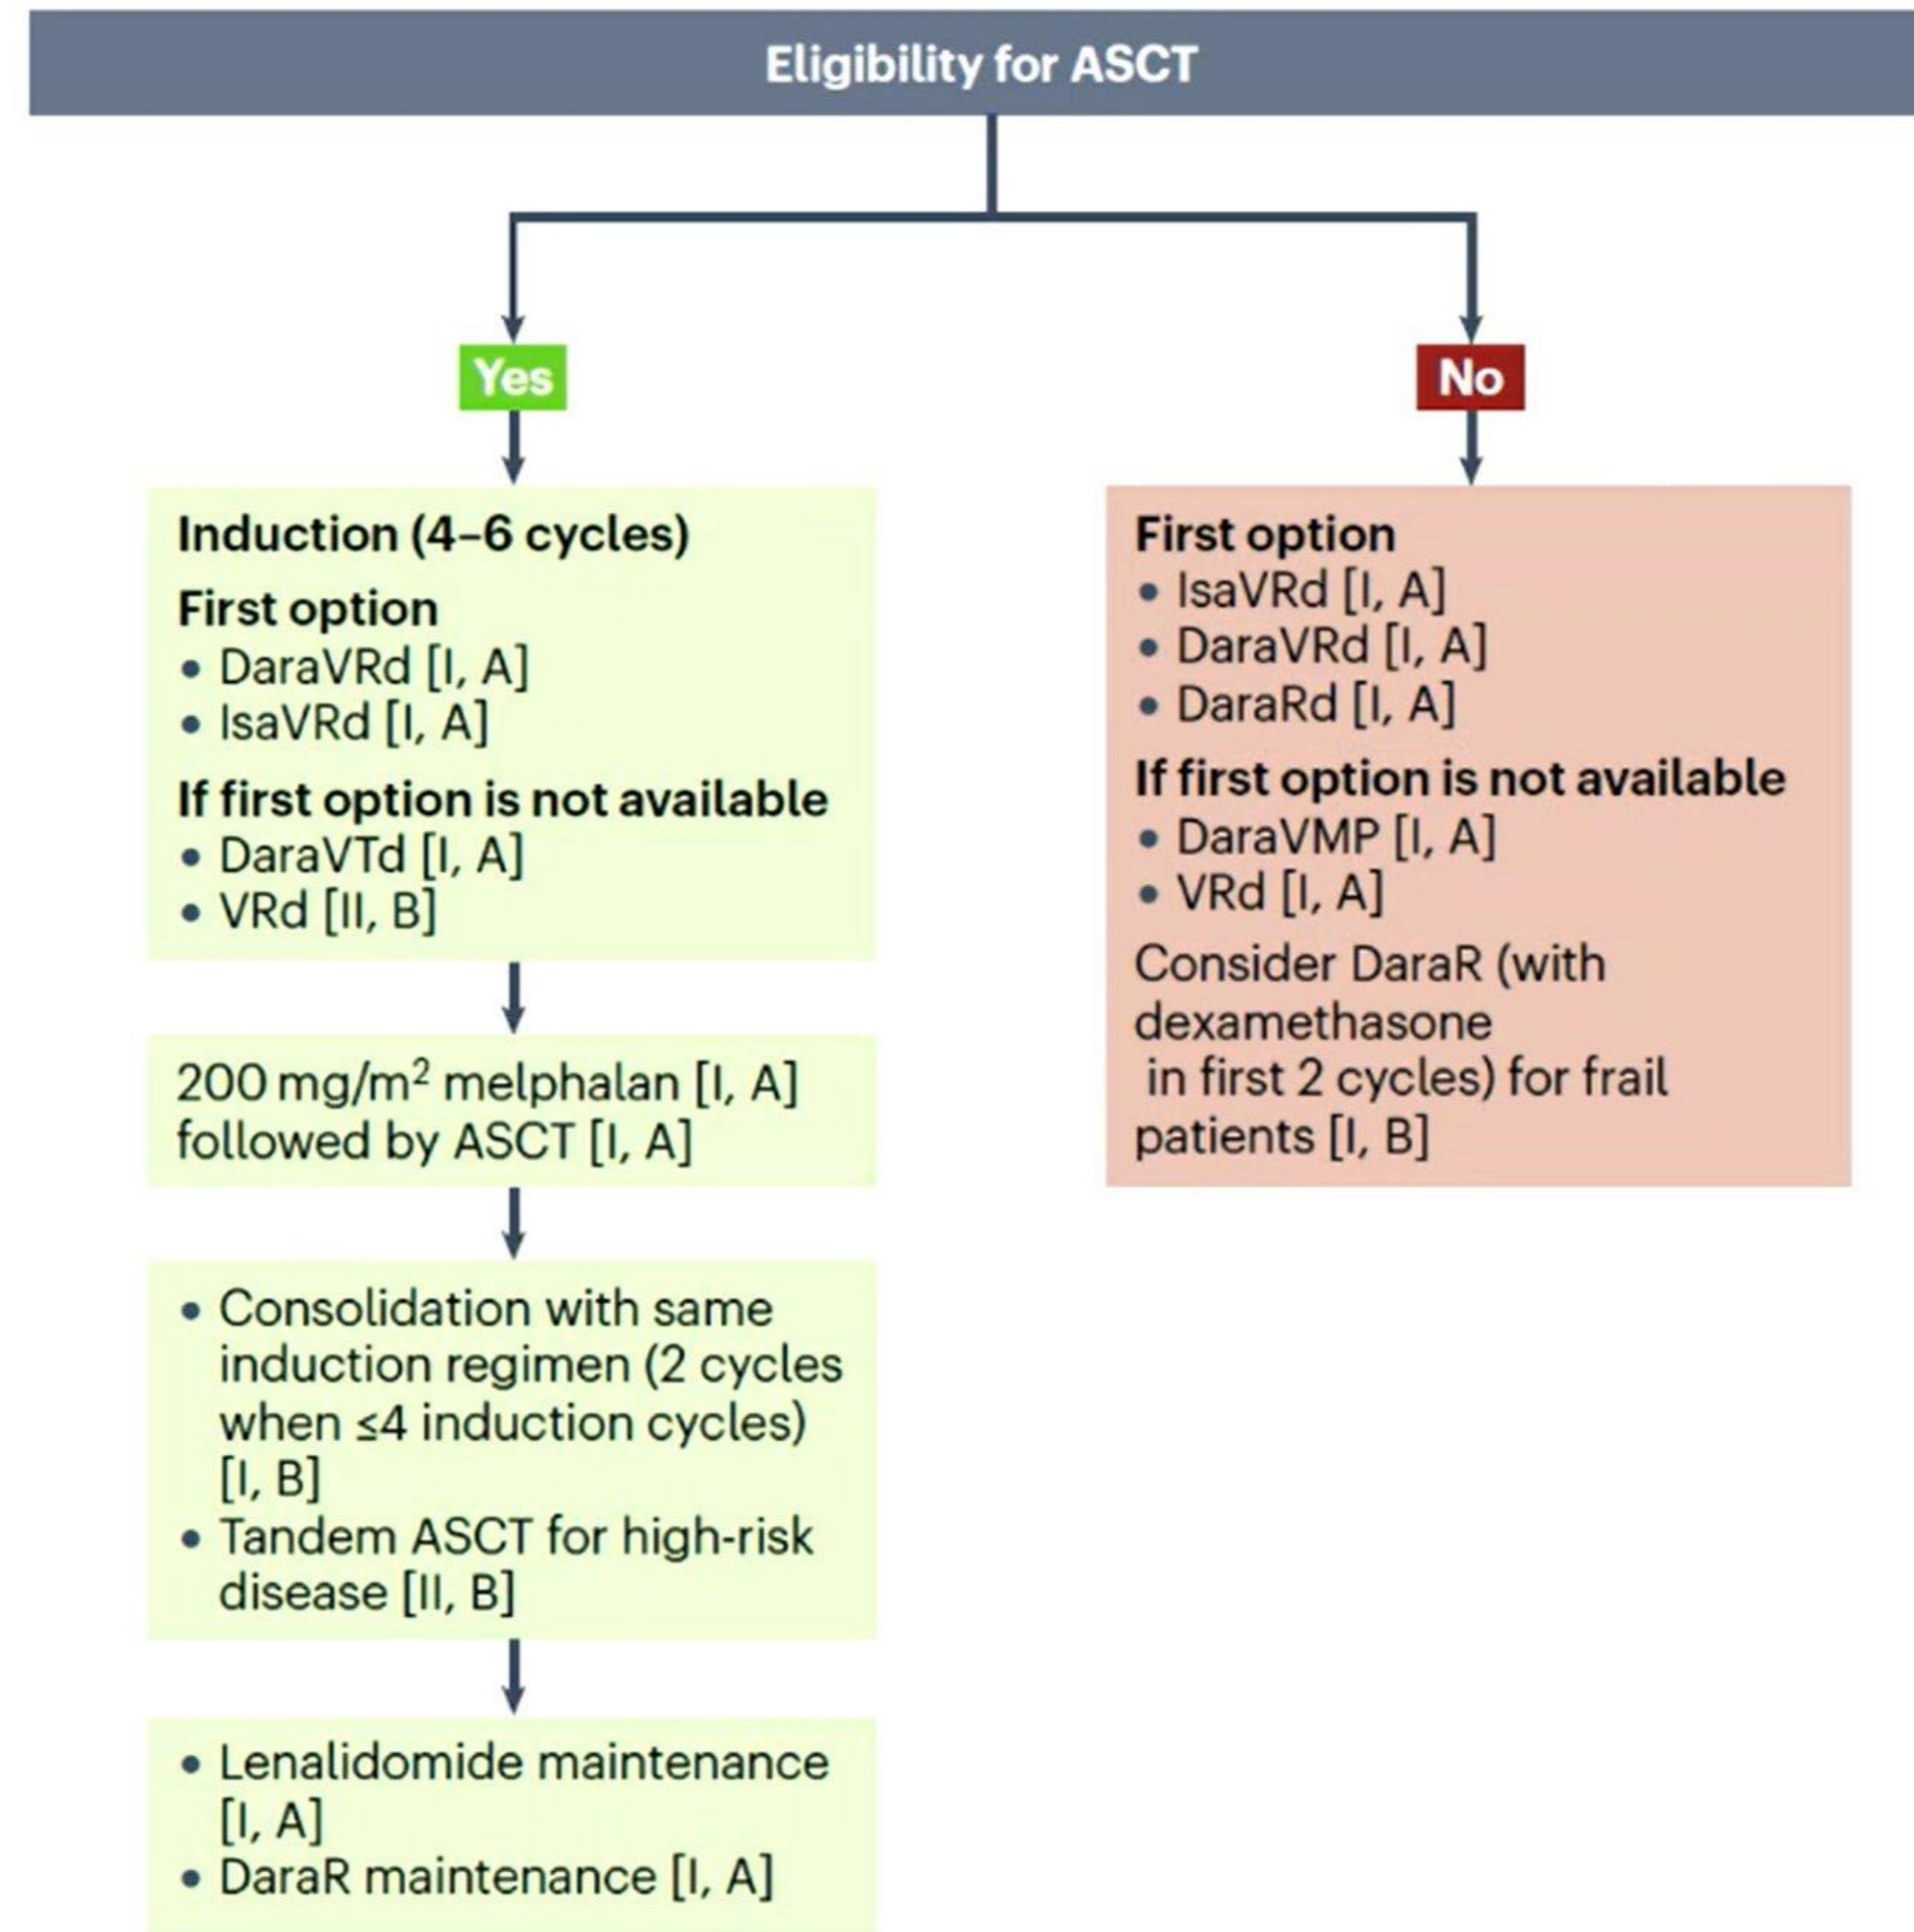 Eligibility for ASCT
Yes
Induction (4–6 cycles)
First option
• DaraVRd [I, A]
• IsaVRd [I, A]
If first option is not available
• DaraVTd [I, A]
• VRd [II, B]
200 mg/m² melphalan [I, A]
followed by ASCT [I, A]
• Consolidation with same
induction regimen (2 cycles
when ≤4 induction cycles)
[I, B]
• Tandem ASCT for high-risk
disease [II, B]
• Lenalidomide maintenance
[I, A]
• DaraR maintenance [I, A]
No
First option
• IsaVRd [I, A]
• DaraVRd [I, A]
• DaraRd [I, A]
If first option is not available
• DaraVMP [I, A]
• VRd [I, A]
Consider DaraR (with
dexamethasone
in first 2 cycles) for frail
patients [I, B]